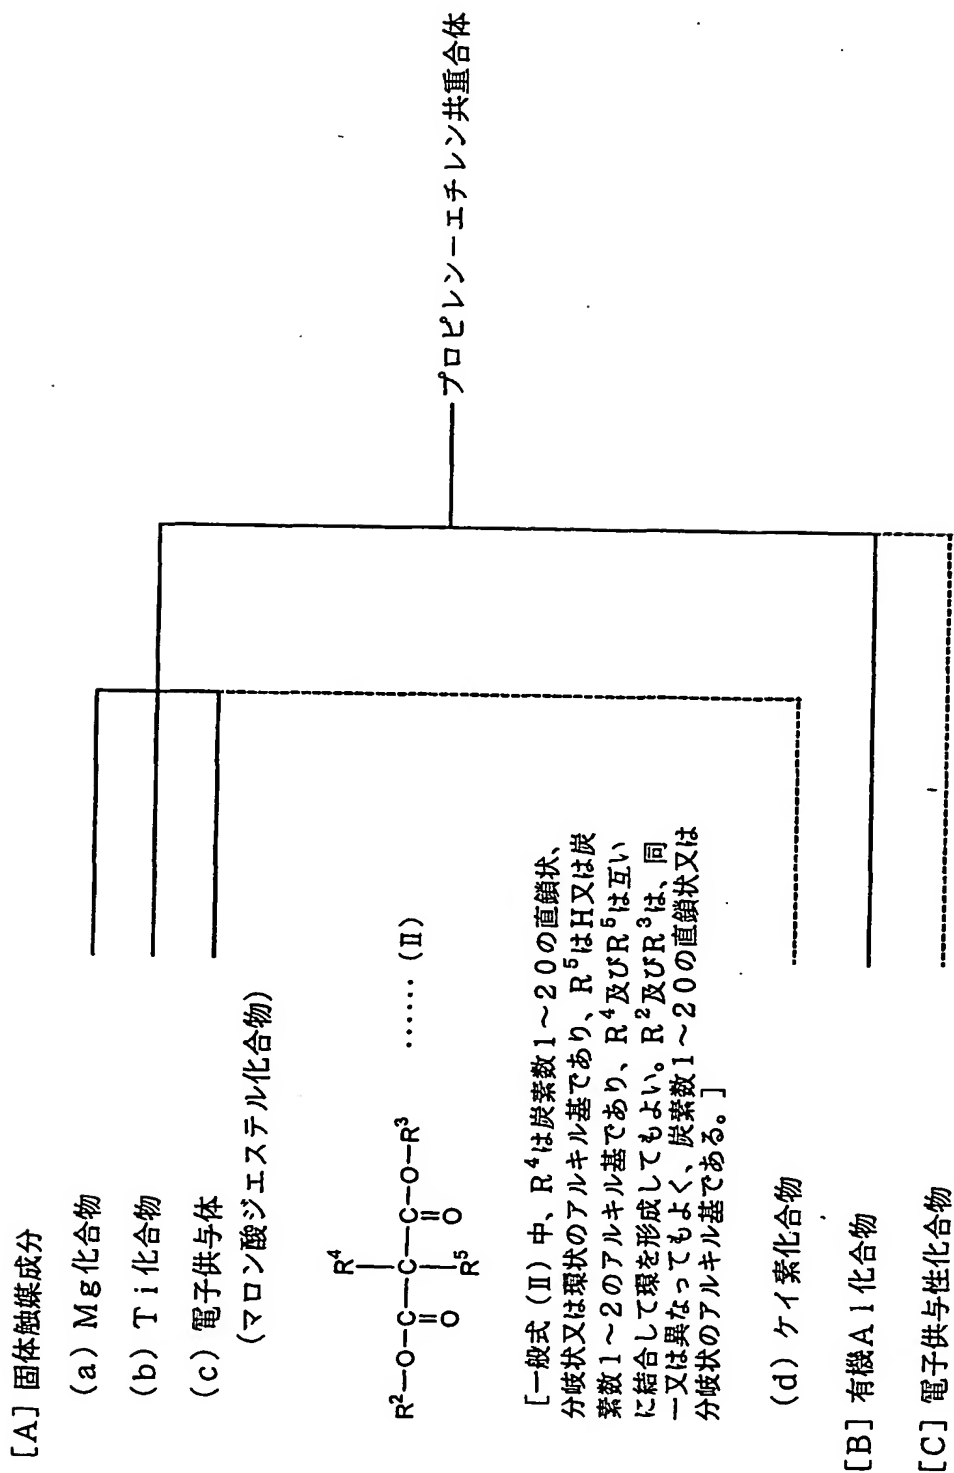 [A] 固体触媒成分
(a) Mg化合物
(b) Ti化合物
(c) 電子供与体
(マロン酸ジエステル化合物)
R4
R2—O—C—C—C—O—R3 ……(II)
O R5 O
[一般式(II)中、R4は炭素数1～20の直鎖状、
分岐状又は環状のアルキル基であり、R5はH又は炭
素数1～2のアルキル基であり、R4及びR5は互い
に結合して環を形成してもよい。R2及びR3は、同
一又は異なってもよく、炭素数1～20の直鎖状又は
分岐状のアルキル基である。]
(d) ケイ素化合物
[B] 有機Al化合物
[C] 電子供与性化合物
プロピレン－エチレン共重合体